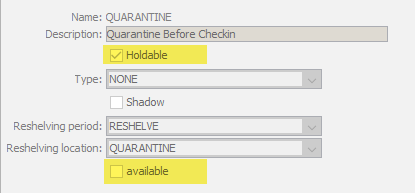 Name: QUARANTINE
Description: Quarantine Before Checkin
Holdable
Type: NONE
Shadow
Reshelving period: RESHELVE
Reshelving location: QUARANTINE
available